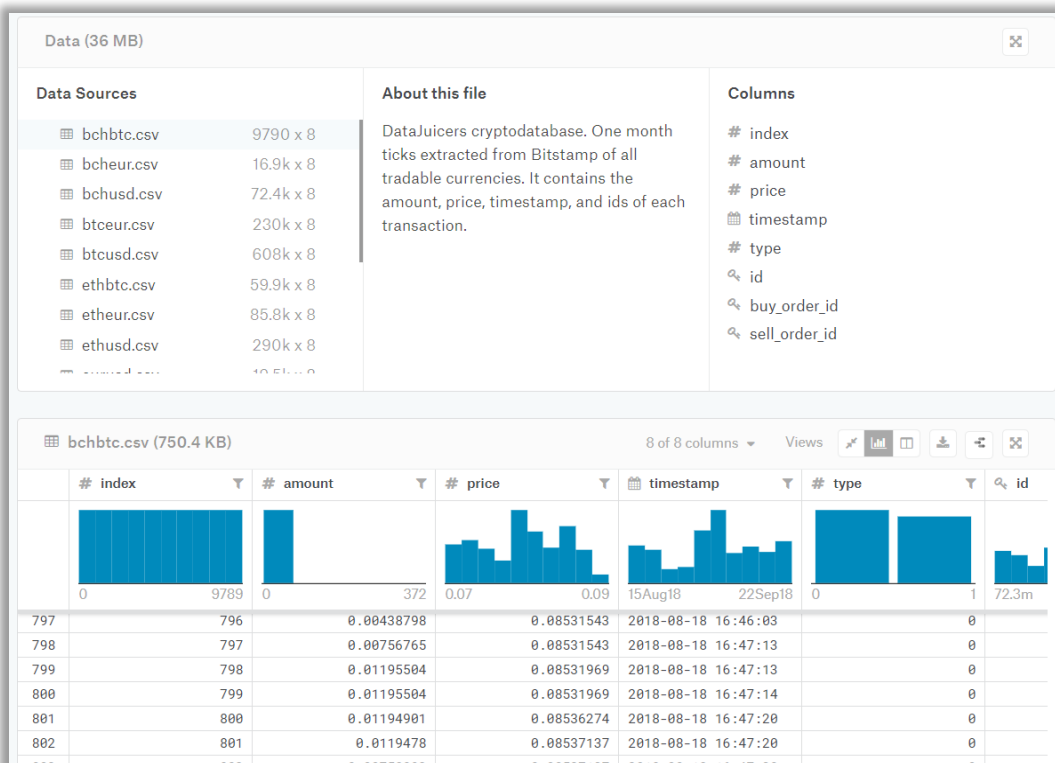 Data (36 MB)
Data Sources
bchbtc.csv 9790 x 8
bcheur.csv 16.9k x 8
bchusd.csv 72.4k x 8
btceur.csv 230k x 8
btcusd.csv 608k x 8
ethbtc.csv 59.9k x 8
etheur.csv 85.8k x 8
ethusd.csv 290k x 8
About this file
DataJuicers cryptodatabase. One month
ticks extracted from Bitstamp of all
tradable currencies. It contains the
amount, price, timestamp, and ids of each
transaction.
Columns
# index
# amount
# price
timestamp
# type
id
buy_order_id
sell_order_id
bchbtc.csv (750.4 KB) 8 of 8 columns Views
# index # amount # price timestamp # type id
0 9789 0 372 0.07 0.09 15Aug18 22Sep18 0 1 72.3m
797 796 0.00438798 0.08531543 2018-08-18 16:46:03 0
798 797 0.00756765 0.08531543 2018-08-18 16:47:13 0
799 798 0.01195504 0.08531969 2018-08-18 16:47:13 0
800 799 0.01195504 0.08531969 2018-08-18 16:47:14 0
801 800 0.01194901 0.08536274 2018-08-18 16:47:20 0
802 801 0.0119478 0.08537137 2018-08-18 16:47:20 0